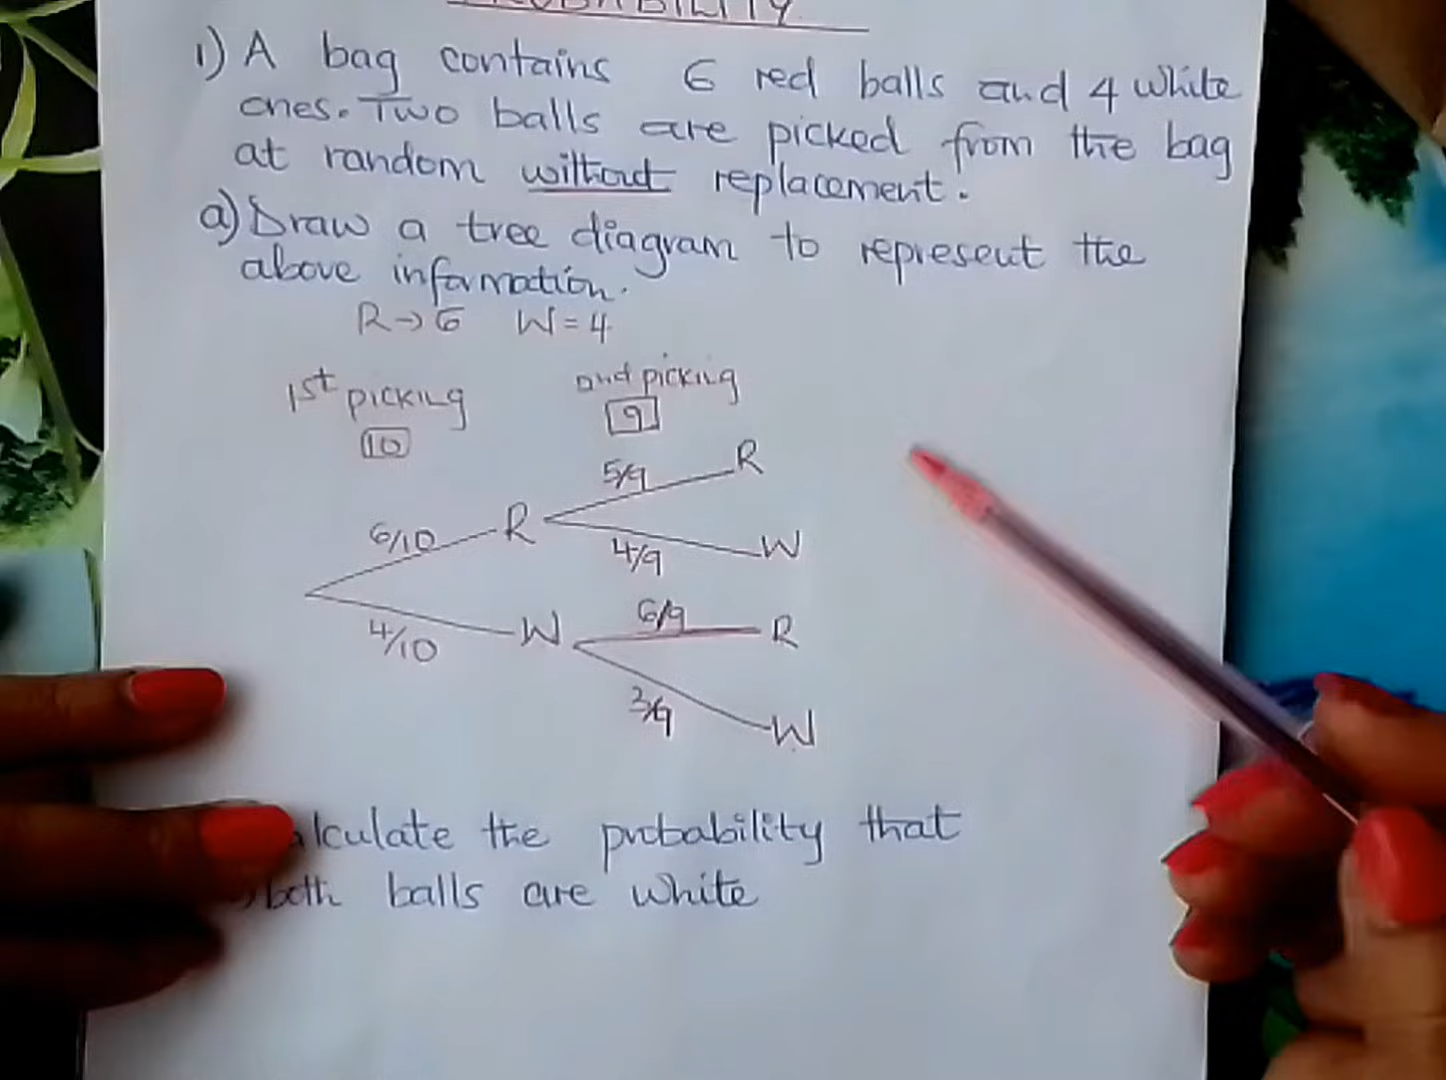 PROBABILITY
1) A bag contains 6 red balls and 4 white
ones. Two balls are picked from the bag
at random without replacement.
a) Draw a tree diagram to represent the
above information.
R→6 W=4
1st picking 2nd picking
10 9
5/9 R
6/10 R
4/9 W
6/9 R
4/10 W
3/9 W
alculate the probability that
both balls are white